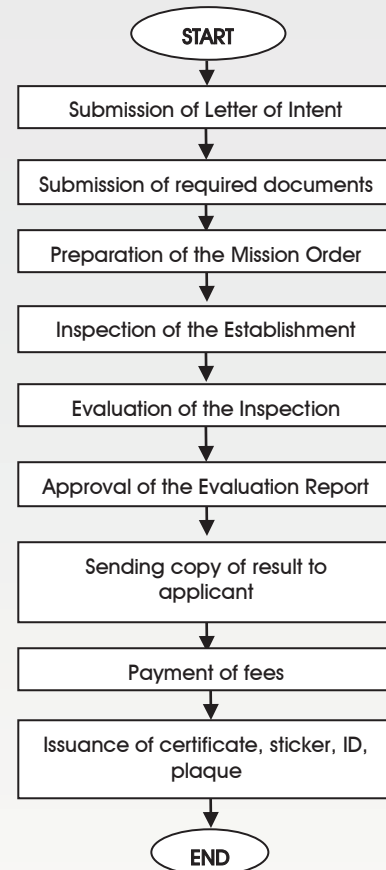 START
Submission of Letter of Intent
Submission of required documents
Preparation of the Mission Order
Inspection of the Establishment
Evaluation of the Inspection
Approval of the Evaluation Report
Sending copy of result to
applicant
Payment of fees
Issuance of certificate, sticker, ID,
plaque
END